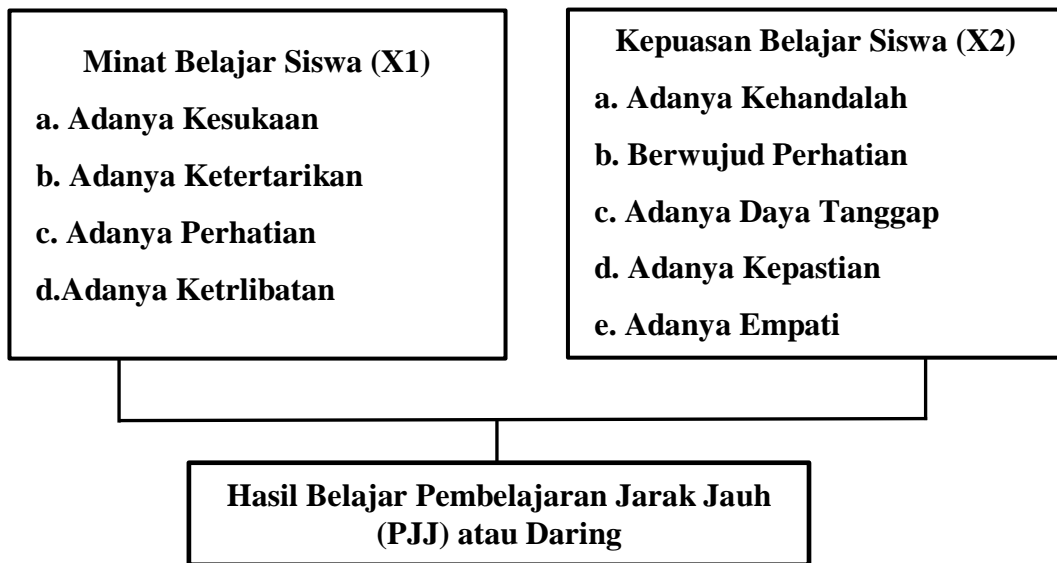 Minat Belajar Siswa (X1)
a. Adanya Kesukaan
b. Adanya Ketertarikan
c. Adanya Perhatian
d.Adanya Ketrlibatan
Kepuasan Belajar Siswa (X2)
a. Adanya Kehandalah
b. Berwujud Perhatian
c. Adanya Daya Tanggap
d. Adanya Kepastian
e. Adanya Empati
Hasil Belajar Pembelajaran Jarak Jauh
(PJJ) atau Daring